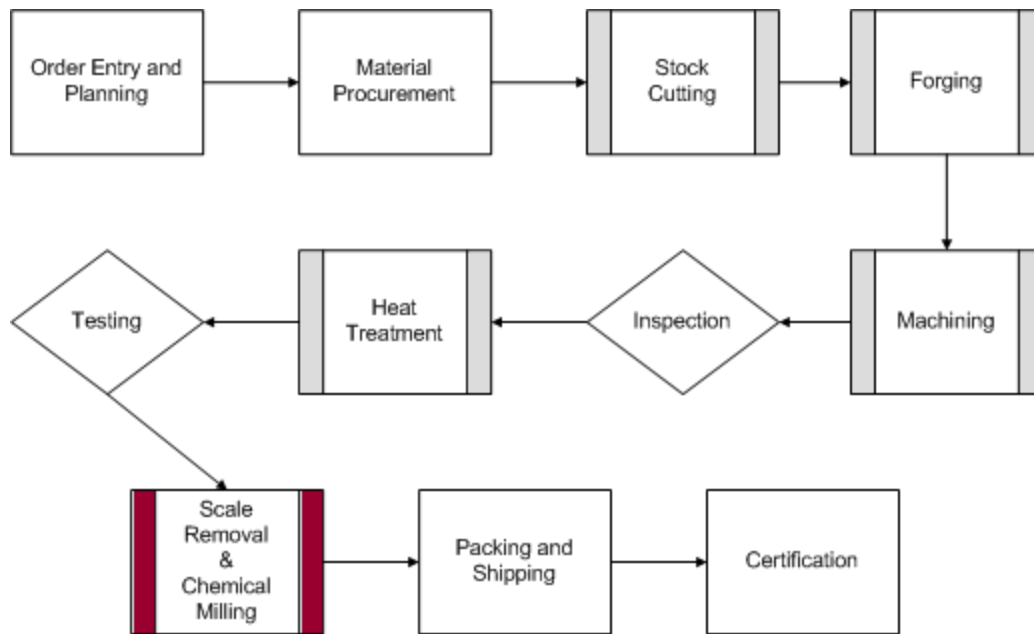 Order Entry and
Planning
Material
Procurement
Stock
Cutting
Forging
Testing
Heat
Treatment
Inspection
Machining
Scale
Removal
&
Chemical
Milling
Packing and
Shipping
Certification